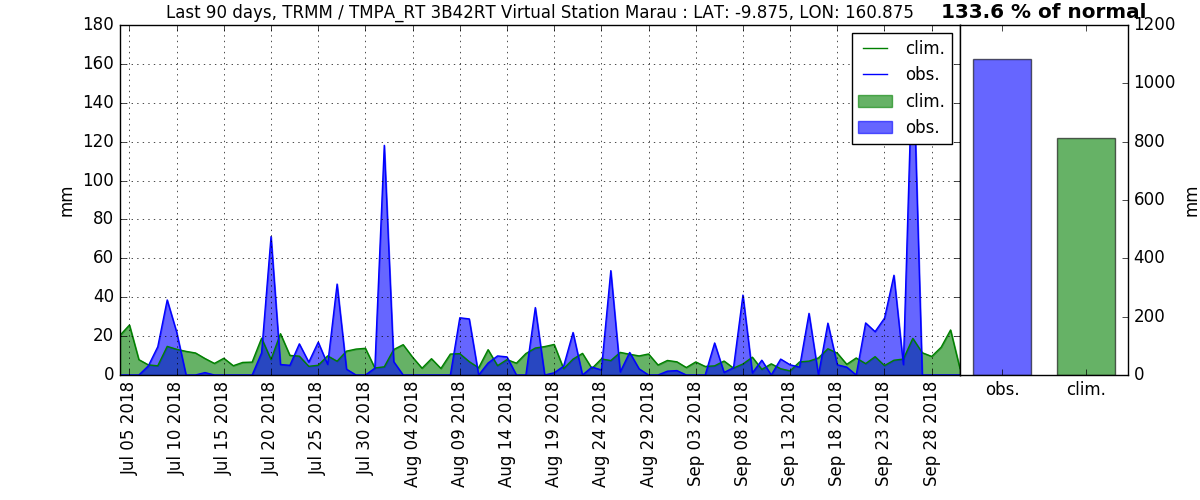 Last 90 days, TRMM / TMPA_RT 3B42RT Virtual Station Marau : LAT: -9.875, LON: 160.875
133.6 % of normal
180
160
140
120
100
80
60
40
20
0
mm
clim.
obs.
clim.
obs.
1200
1000
800
600
400
200
0
mm
Jul 05 2018
Jul 10 2018
Jul 15 2018
Jul 20 2018
Jul 25 2018
Jul 30 2018
Aug 04 2018
Aug 09 2018
Aug 14 2018
Aug 19 2018
Aug 24 2018
Aug 29 2018
Sep 03 2018
Sep 08 2018
Sep 13 2018
Sep 18 2018
Sep 23 2018
Sep 28 2018
obs.
clim.